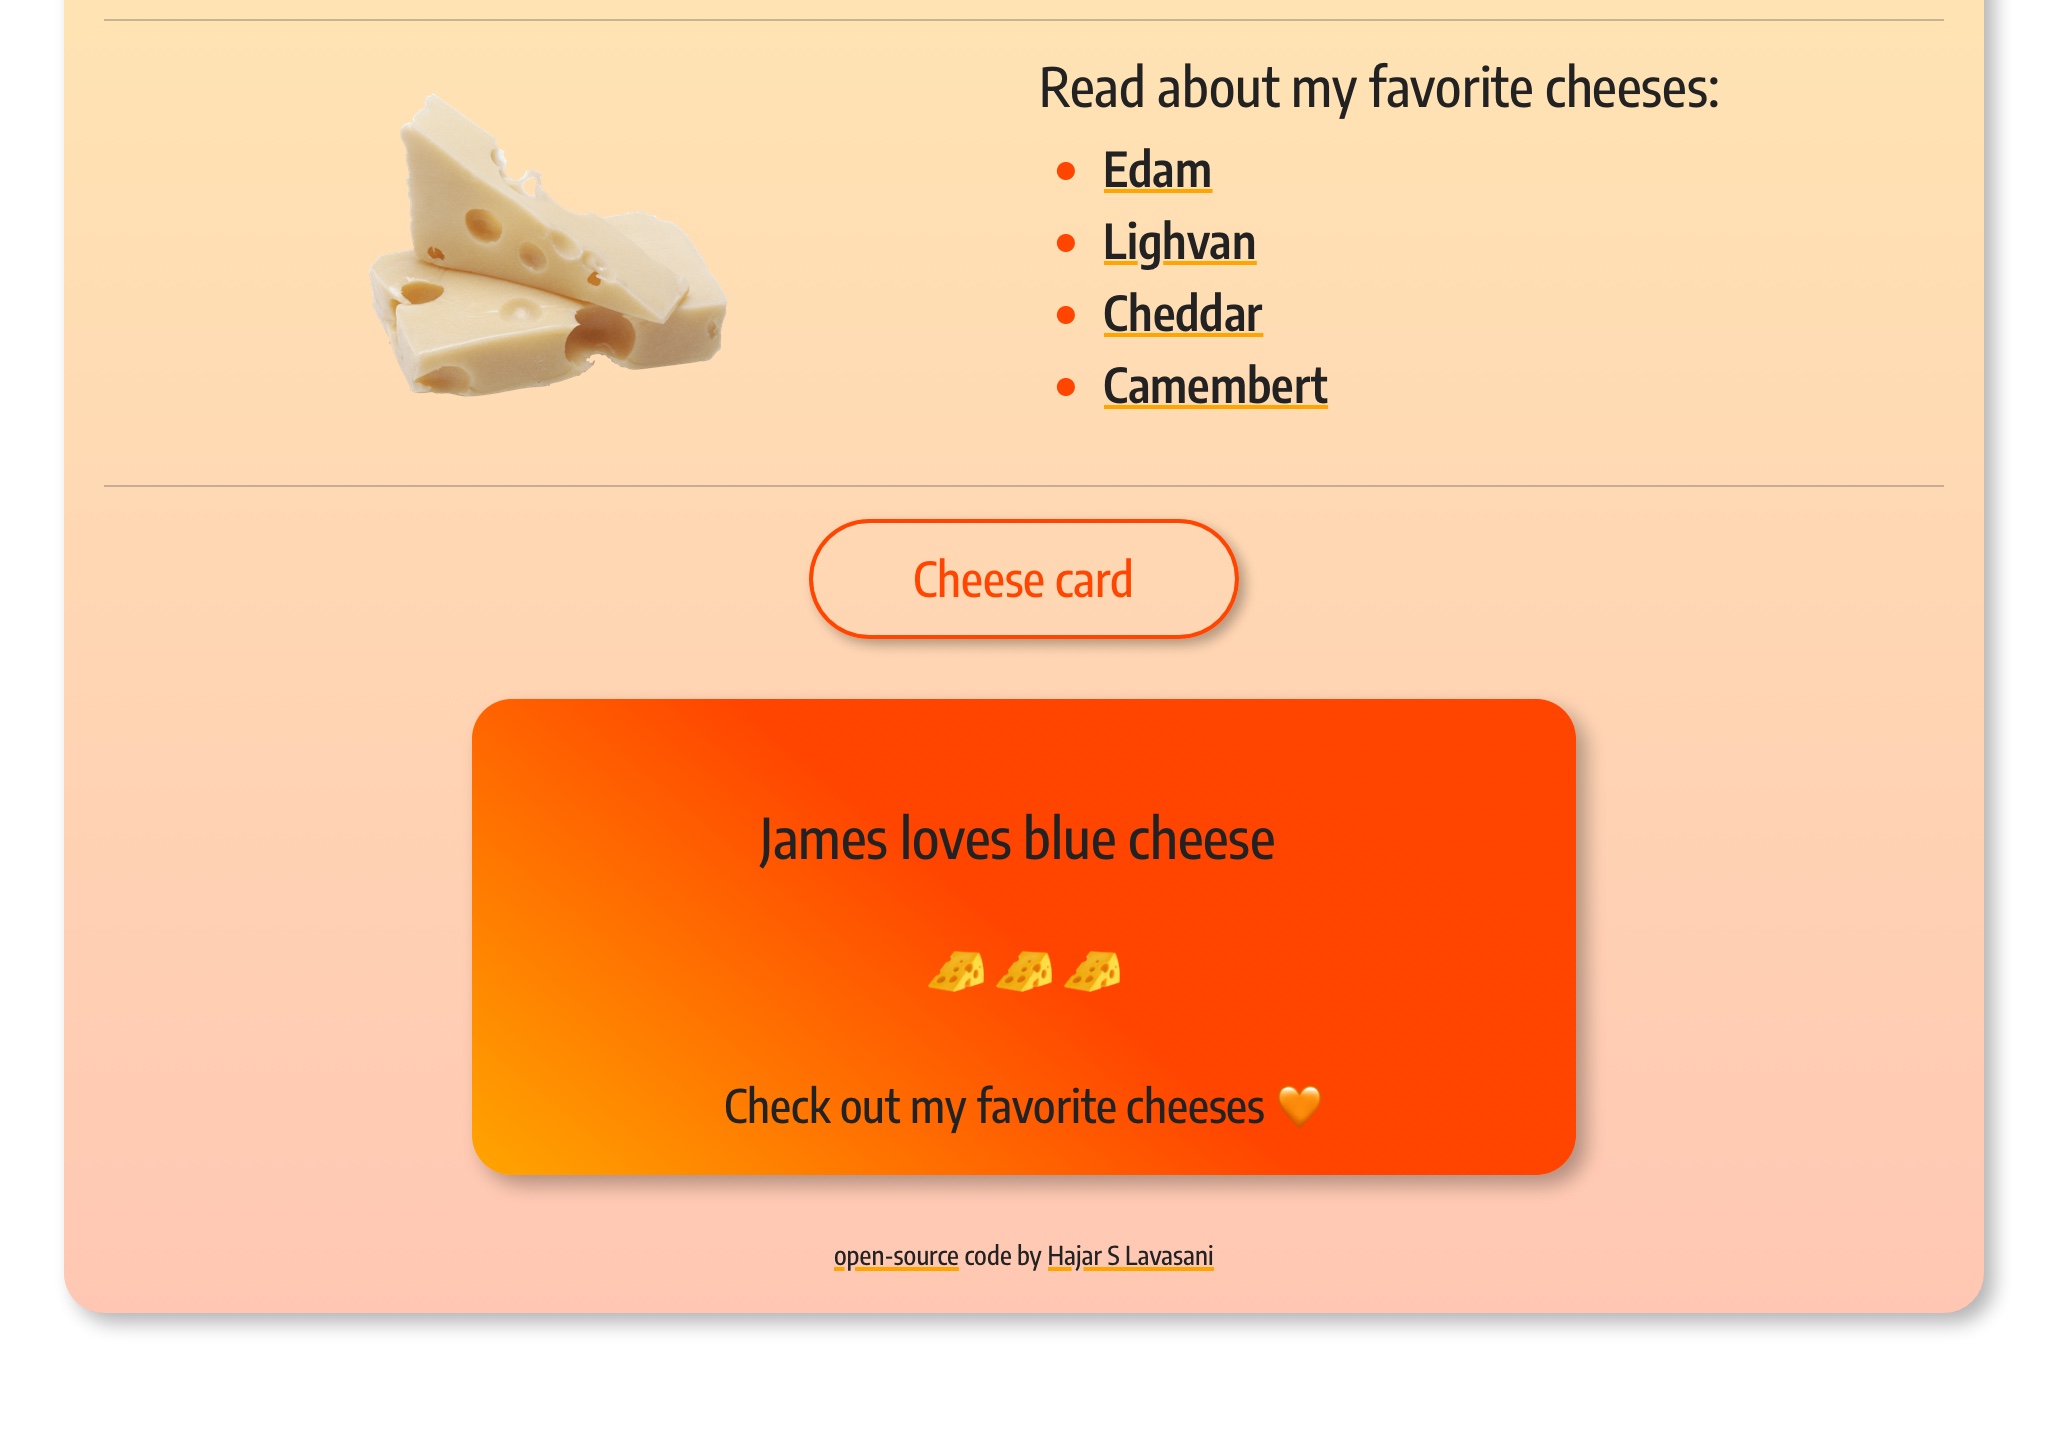 Read about my favorite cheeses:
Edam
Lighvan
Cheddar
Camembert
Cheese card
James loves blue cheese
🧀🧀🧀
Check out my favorite cheeses 🧡
open-source code by Hajar S Lavasani